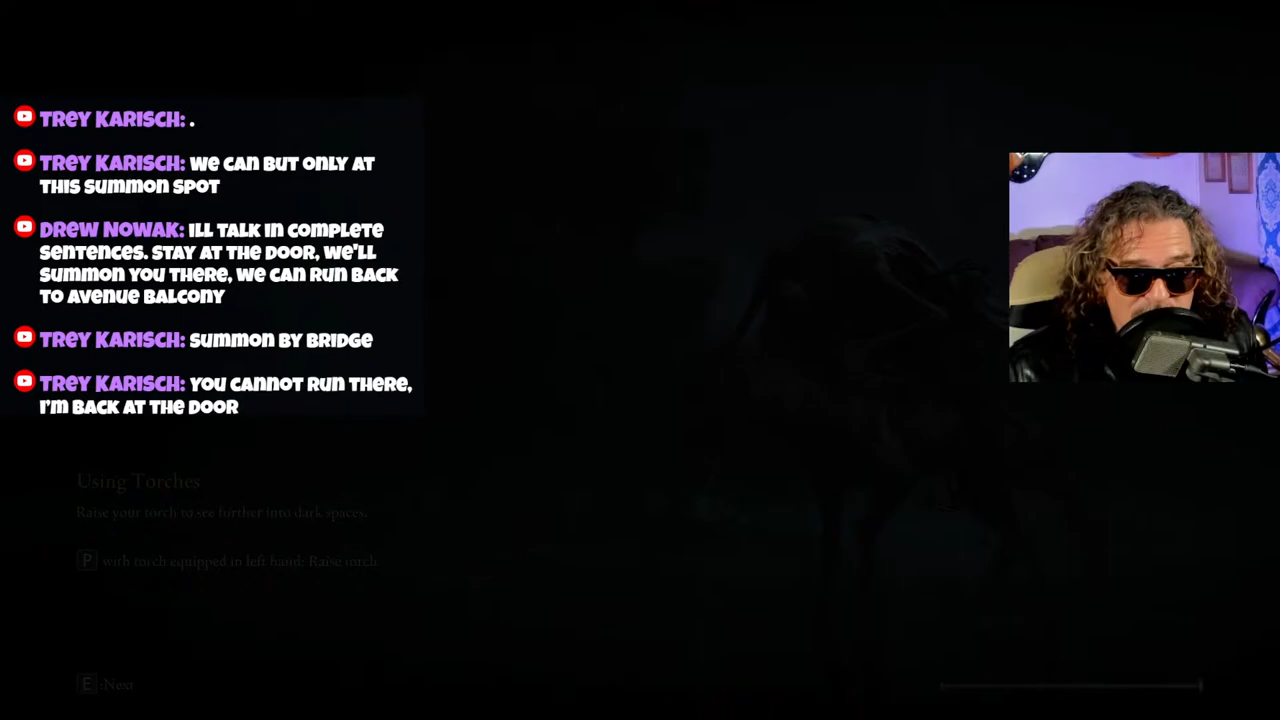 Trey Karisch: .
Trey Karisch: We can but only at
this summon spot
Drew Nowak: Ill talk in complete
sentences. Stay at the door, we'll
summon you there, we can run back
to Avenue Balcony
Trey Karisch: Summon by bridge
Trey Karisch: You cannot run there,
I'm back at the door
Using Torches
Raise your torch to see further into dark spaces.
P with torch equipped in left hand: Raise torch
E :Next